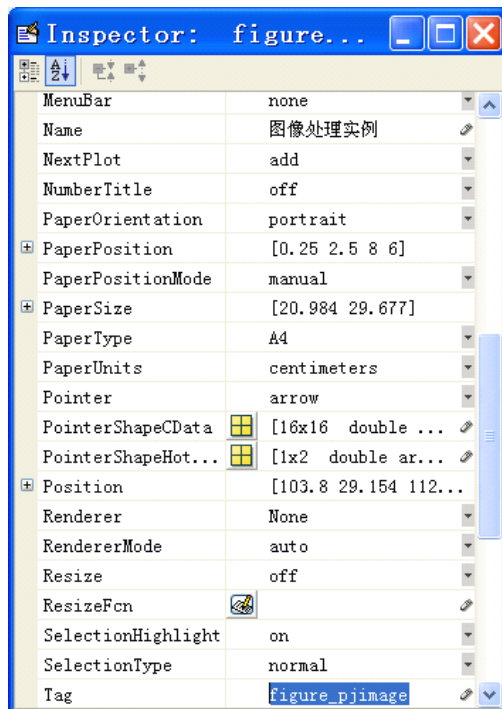 Inspector: figure...
MenuBar none
Name 图像处理实例
NextPlot add
NumberTitle off
PaperOrientation portrait
PaperPosition [0.25 2.5 8 6]
PaperPositionMode manual
PaperSize [20.984 29.677]
PaperType A4
PaperUnits centimeters
Pointer arrow
PointerShapeCData [16x16 double ...
PointerShapeHot... [1x2 double ar...
Position [103.8 29.154 112...
Renderer None
RendererMode auto
Resize off
ResizeFcn
SelectionHighlight on
SelectionType normal
Tag figure_pjimage